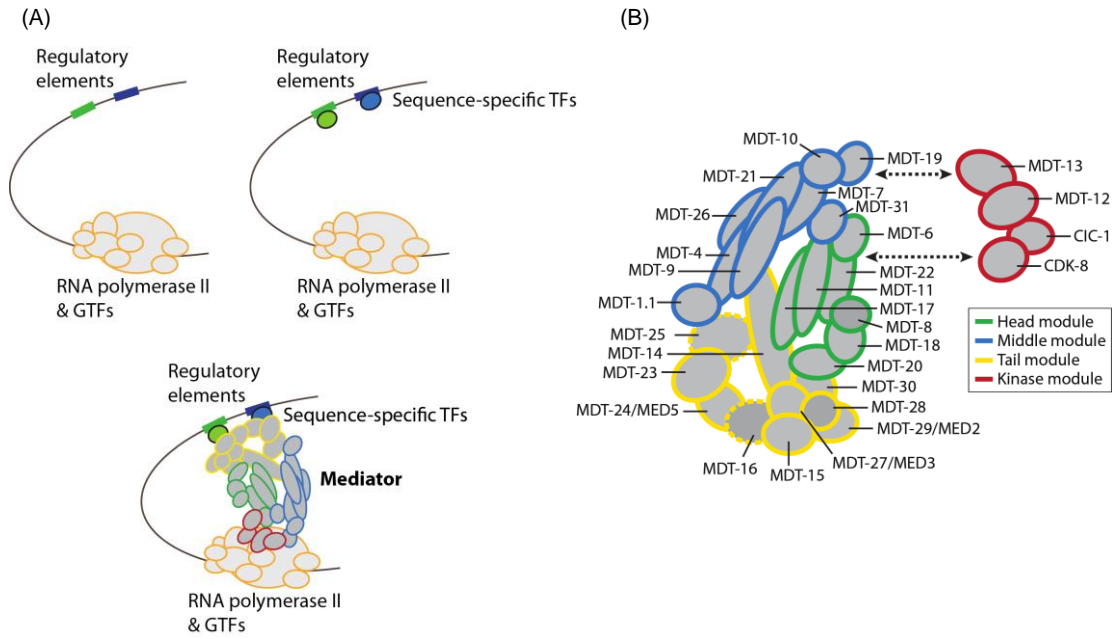 (A)
Regulatory
elements
RNA polymerase II
& GTFs
Regulatory
elements
Sequence-specific TFs
RNA polymerase II
& GTFs
Regulatory
elements
Sequence-specific TFs
Mediator
RNA polymerase II
& GTFs
(B)
MDT-10
MDT-19
MDT-21
MDT-7
MDT-31
MDT-26
MDT-6
MDT-4
MDT-9
MDT-22
MDT-11
MDT-1.1
MDT-17
MDT-25
MDT-8
MDT-14
MDT-18
MDT-23
MDT-20
MDT-30
MDT-24/MED5
MDT-28
MDT-29/MED2
MDT-16
MDT-15
MDT-27/MED3
MDT-13
MDT-12
CIC-1
CDK-8
Head module
Middle module
Tail module
Kinase module